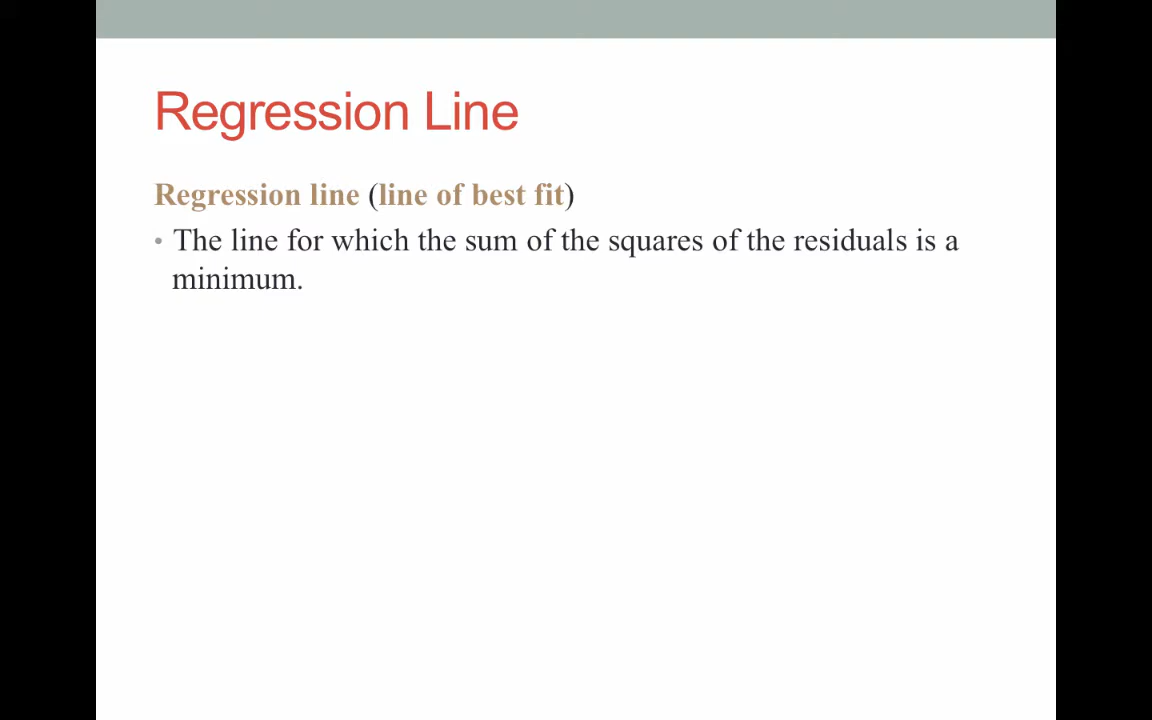 Regression Line
Regression line (line of best fit)
• The line for which the sum of the squares of the residuals is a
minimum.